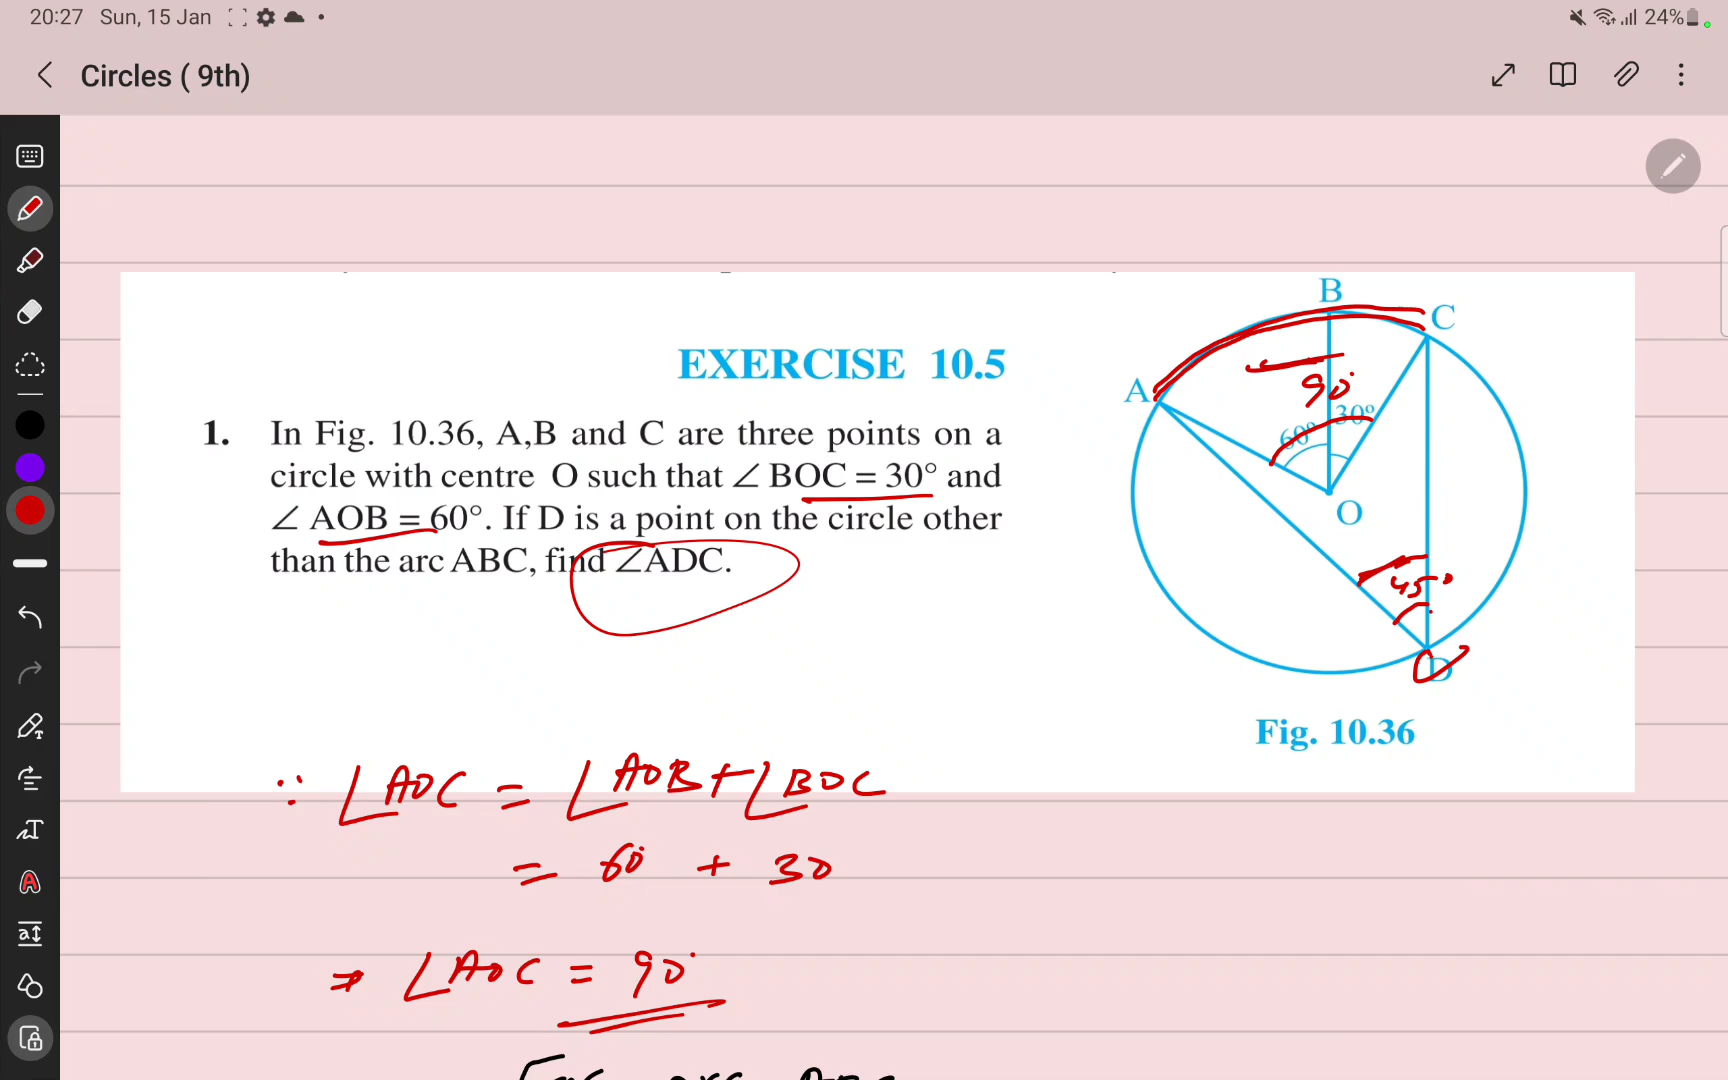 20:27 Sun, 15 Jan
24%
Circles ( 9th)
EXERCISE 10.5
1. In Fig. 10.36, A,B and C are three points on a
circle with centre O such that ∠ BOC = 30° and
∠ AOB = 60°. If D is a point on the circle other
than the arc ABC, find ∠ADC.
B
C
A
90°
60°
30°
O
45°
D
Fig. 10.36
∵ ∠AOC = ∠AOB + ∠BOC
= 60° + 30
⇒ ∠AOC = 90°